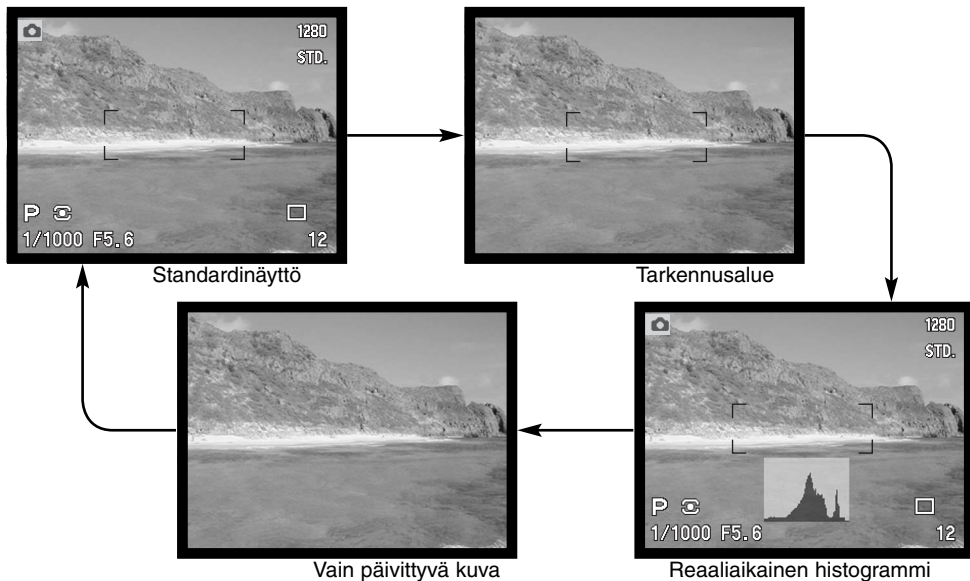 1280
STD.
P
1/1000 F5.6
12
Standardinäyttö
Tarkennusalue
1280
STD.
P
1/1000 F5.6
12
Vain päivittyvä kuva
Reaaliaikainen histogrammi